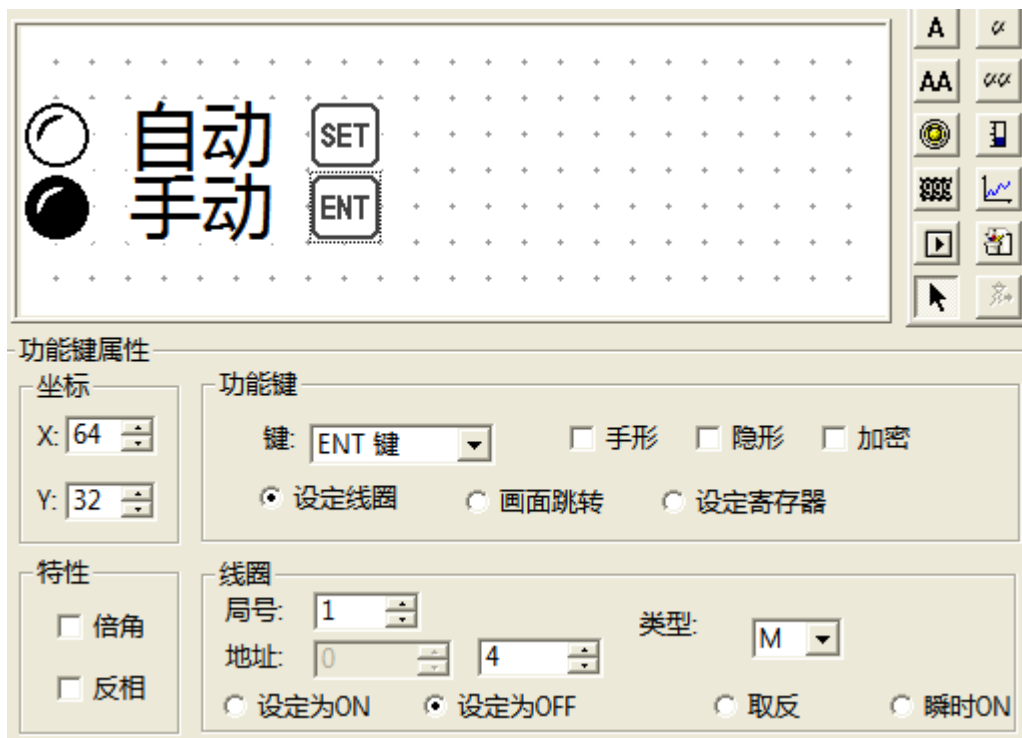 A α
自动 SET
AA αα
手动 ENT
功能键属性
坐标
功能键
X: 64
键: ENT 键
手形
隐形
加密
Y: 32
设定线圈
画面跳转
设定寄存器
特性
线圈
倍角
局号: 1
类型: M
地址: 0 4
反相
设定为ON
设定为OFF
取反
瞬时ON